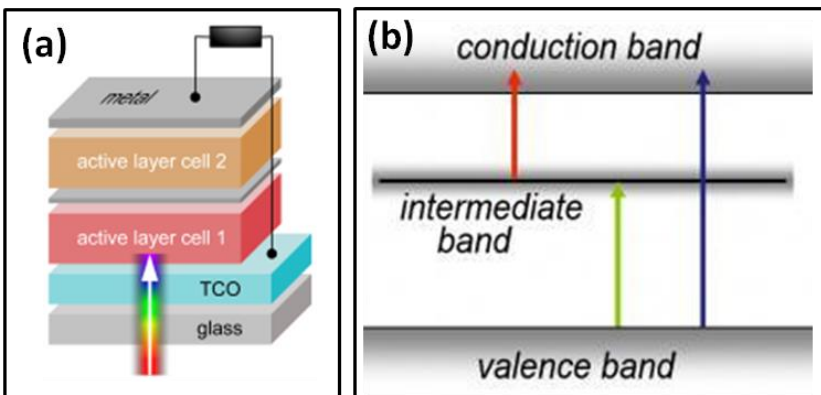 (a)
metal
active layer cell 2
active layer cell 1
TCO
glass
(b)
conduction band
intermediate
band
valence band